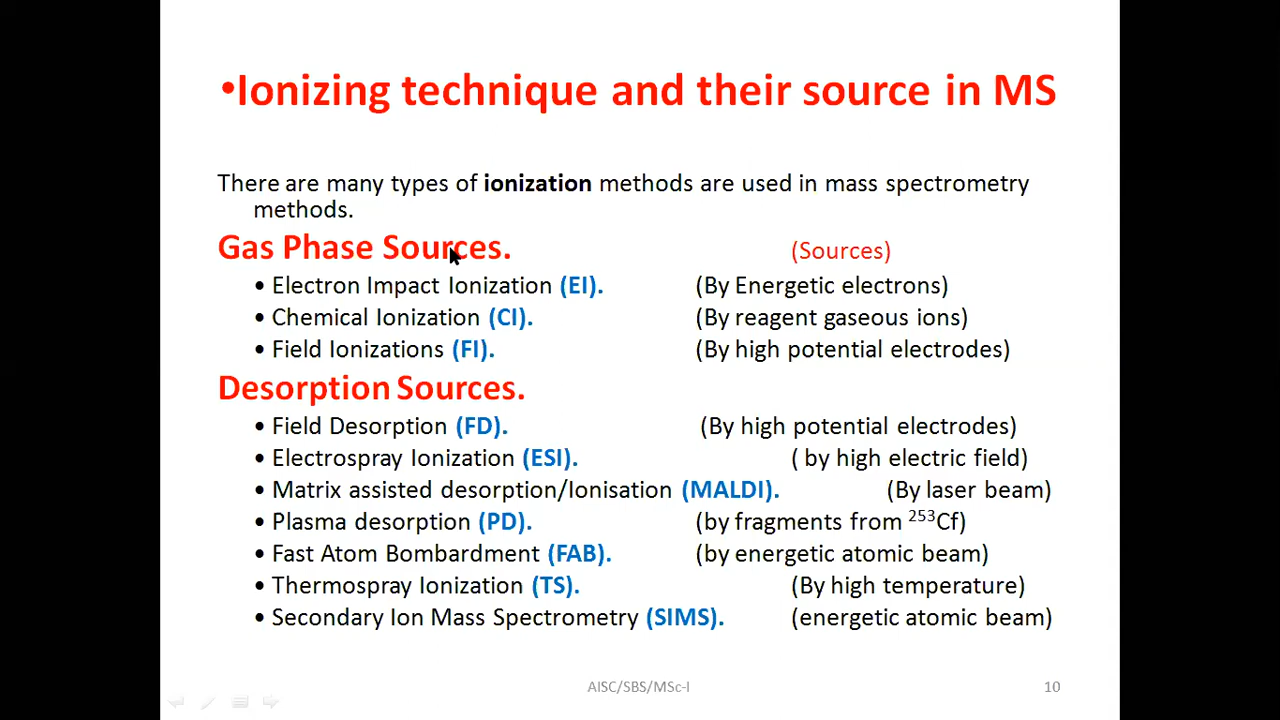 •Ionizing technique and their source in MS
There are many types of ionization methods are used in mass spectrometry
methods.
Gas Phase Sources. (Sources)
• Electron Impact Ionization (EI). (By Energetic electrons)
• Chemical Ionization (CI). (By reagent gaseous ions)
• Field Ionizations (FI). (By high potential electrodes)
Desorption Sources.
• Field Desorption (FD). (By high potential electrodes)
• Electrospray Ionization (ESI). ( by high electric field)
• Matrix assisted desorption/Ionisation (MALDI). (By laser beam)
• Plasma desorption (PD). (by fragments from ²⁵³Cf)
• Fast Atom Bombardment (FAB). (by energetic atomic beam)
• Thermospray Ionization (TS). (By high temperature)
• Secondary Ion Mass Spectrometry (SIMS). (energetic atomic beam)
AISC/SBS/MSc-I 10